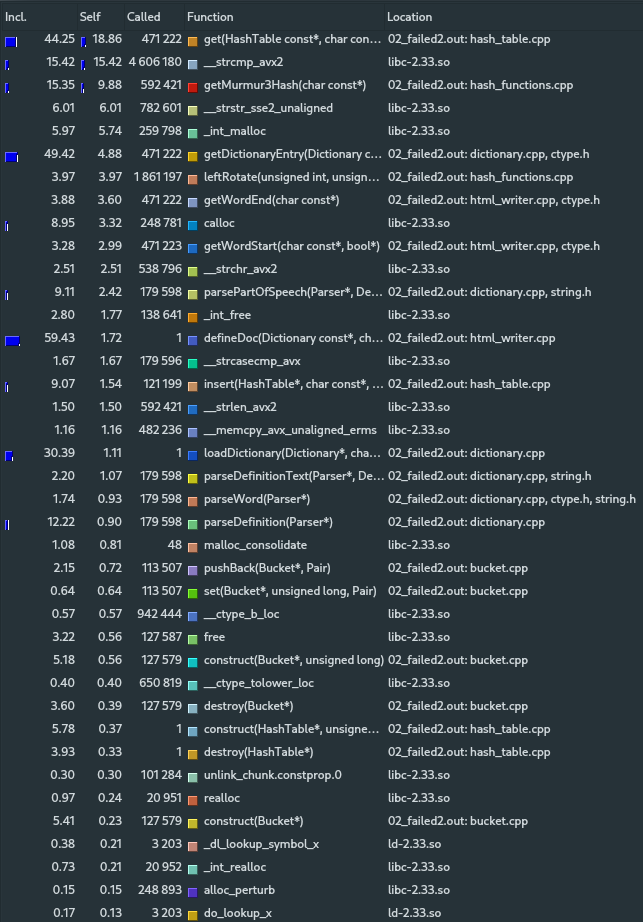 Incl. Self Called Function Location
44.25 18.86 471 222 get(HashTable const*, char con... 02_failed2.out: hash_table.cpp
15.42 15.42 4 606 180 __strcmp_avx2 libc-2.33.so
15.35 9.88 592 421 getMurmur3Hash(char const*) 02_failed2.out: hash_functions.cpp
6.01 6.01 782 601 __strstr_sse2_unaligned libc-2.33.so
5.97 5.74 259 798 _int_malloc libc-2.33.so
49.42 4.88 471 222 getDictionaryEntry(Dictionary c... 02_failed2.out: dictionary.cpp, ctype.h
3.97 3.97 1 861 197 leftRotate(unsigned int, unsign... 02_failed2.out: hash_functions.cpp
3.88 3.60 471 222 getWordEnd(char const*) 02_failed2.out: html_writer.cpp, ctype.h
8.95 3.32 248 781 calloc libc-2.33.so
3.28 2.99 471 223 getWordStart(char const*, bool*) 02_failed2.out: html_writer.cpp, ctype.h
2.51 2.51 538 796 __strchr_avx2 libc-2.33.so
9.11 2.42 179 598 parsePartOfSpeech(Parser*, De... 02_failed2.out: dictionary.cpp, string.h
2.80 1.77 138 641 _int_free libc-2.33.so
59.43 1.72 1 defineDoc(Dictionary const*, ch... 02_failed2.out: html_writer.cpp
1.67 1.67 179 596 __strcasecmp_avx libc-2.33.so
9.07 1.54 121 199 insert(HashTable*, char const*, ... 02_failed2.out: hash_table.cpp
1.50 1.50 592 421 __strlen_avx2 libc-2.33.so
1.16 1.16 482 236 __memcpy_avx_unaligned_erms libc-2.33.so
30.39 1.11 1 loadDictionary(Dictionary*, cha... 02_failed2.out: dictionary.cpp
2.20 1.07 179 598 parseDefinitionText(Parser*, De... 02_failed2.out: dictionary.cpp, string.h
1.74 0.93 179 598 parseWord(Parser*) 02_failed2.out: dictionary.cpp, ctype.h, string.h
12.22 0.90 179 598 parseDefinition(Parser*) 02_failed2.out: dictionary.cpp
1.08 0.81 48 malloc_consolidate libc-2.33.so
2.15 0.72 113 507 pushBack(Bucket*, Pair) 02_failed2.out: bucket.cpp
0.64 0.64 113 507 set(Bucket*, unsigned long, Pair) 02_failed2.out: bucket.cpp
0.57 0.57 942 444 __ctype_b_loc libc-2.33.so
3.22 0.56 127 587 free libc-2.33.so
5.18 0.56 127 579 construct(Bucket*, unsigned long) 02_failed2.out: bucket.cpp
0.40 0.40 650 819 __ctype_tolower_loc libc-2.33.so
3.60 0.39 127 579 destroy(Bucket*) 02_failed2.out: bucket.cpp
5.78 0.37 1 construct(HashTable*, unsigne... 02_failed2.out: hash_table.cpp
3.93 0.33 1 destroy(HashTable*) 02_failed2.out: hash_table.cpp
0.30 0.30 101 284 unlink_chunk.constprop.0 libc-2.33.so
0.97 0.24 20 951 realloc libc-2.33.so
5.41 0.23 127 579 construct(Bucket*) 02_failed2.out: bucket.cpp
0.38 0.21 3 203 _dl_lookup_symbol_x ld-2.33.so
0.73 0.21 20 952 _int_realloc libc-2.33.so
0.15 0.15 248 893 alloc_perturb libc-2.33.so
0.17 0.13 3 203 do_lookup_x ld-2.33.so